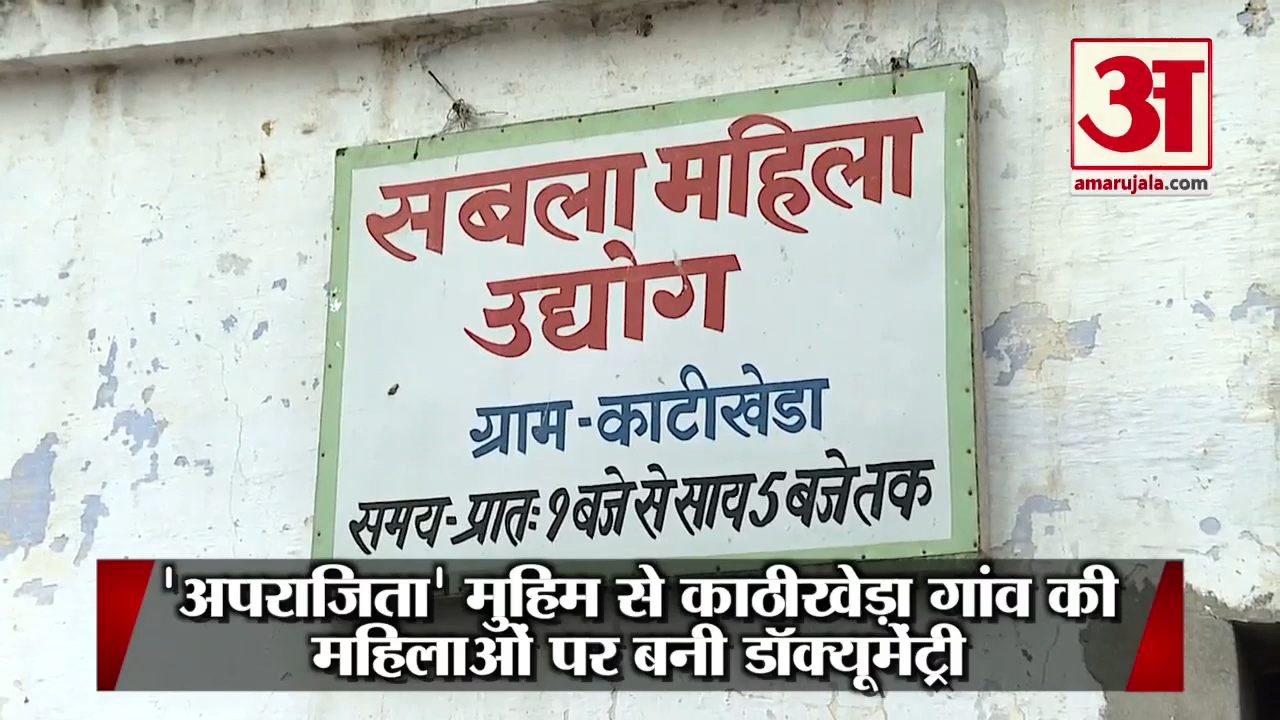 अ
amarujala.com
सबला महिला
उद्योग
ग्राम-काटीखेडा
समय-प्रातः 9 बजे से साय 5 बजे तक
'अपराजिता' मुहिम से काठीखेड़ा गांव की
महिलाओं पर बनी डॉक्यूमेंट्री